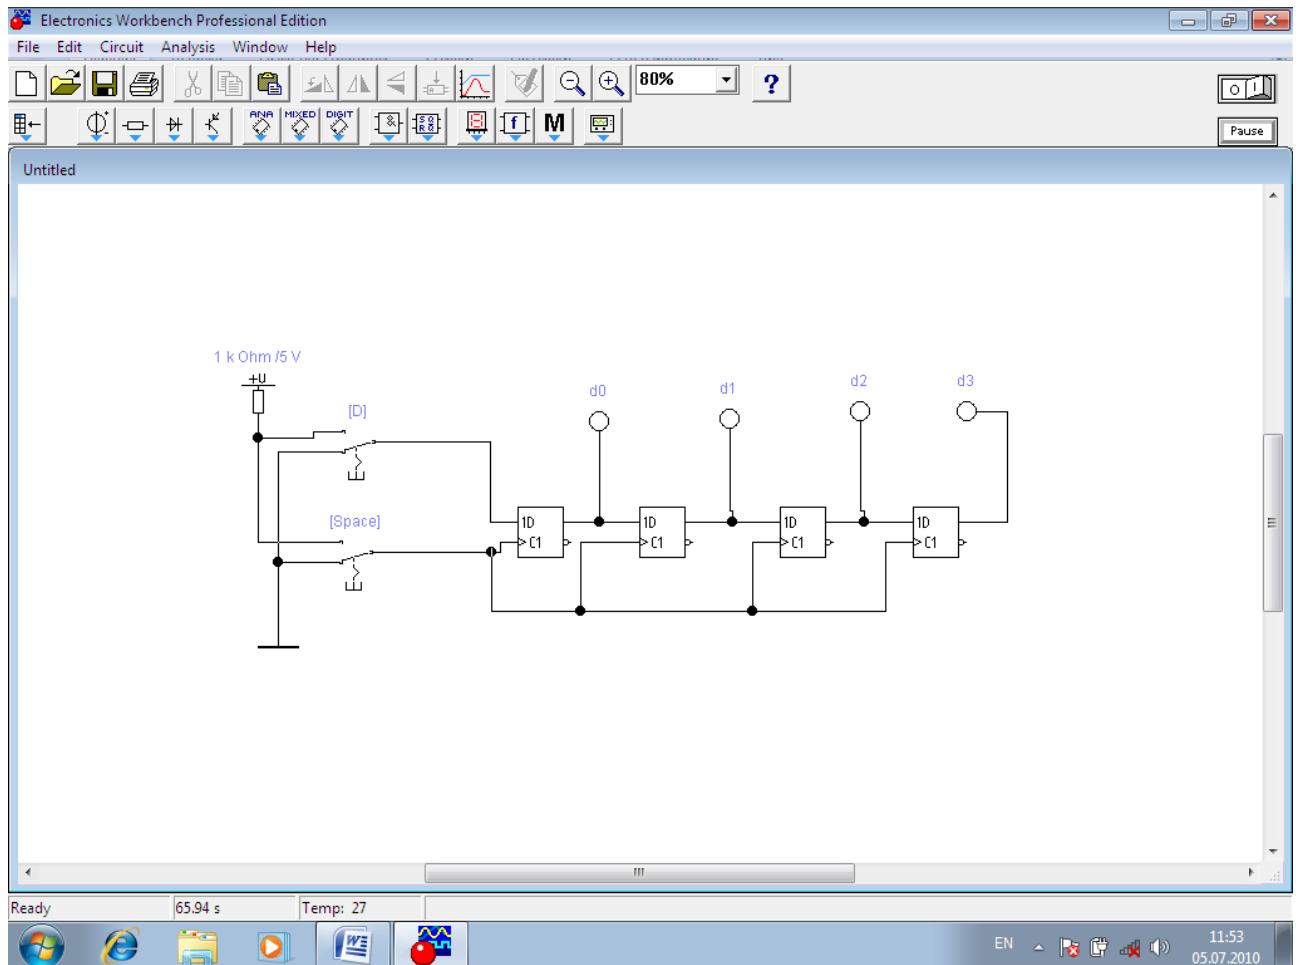 Electronics Workbench Professional Edition
File Edit Circuit Analysis Window Help
80%
?
O I
ANA MIXED DIGIT
&
f
M
Pause
Untitled
1 k Ohm /5 V
+U
[D]
d0
d1
d2
d3
[Space]
1D
C1
1D
C1
1D
C1
1D
C1
Ready
65.94 s
Temp: 27
EN
11:53
05.07.2010